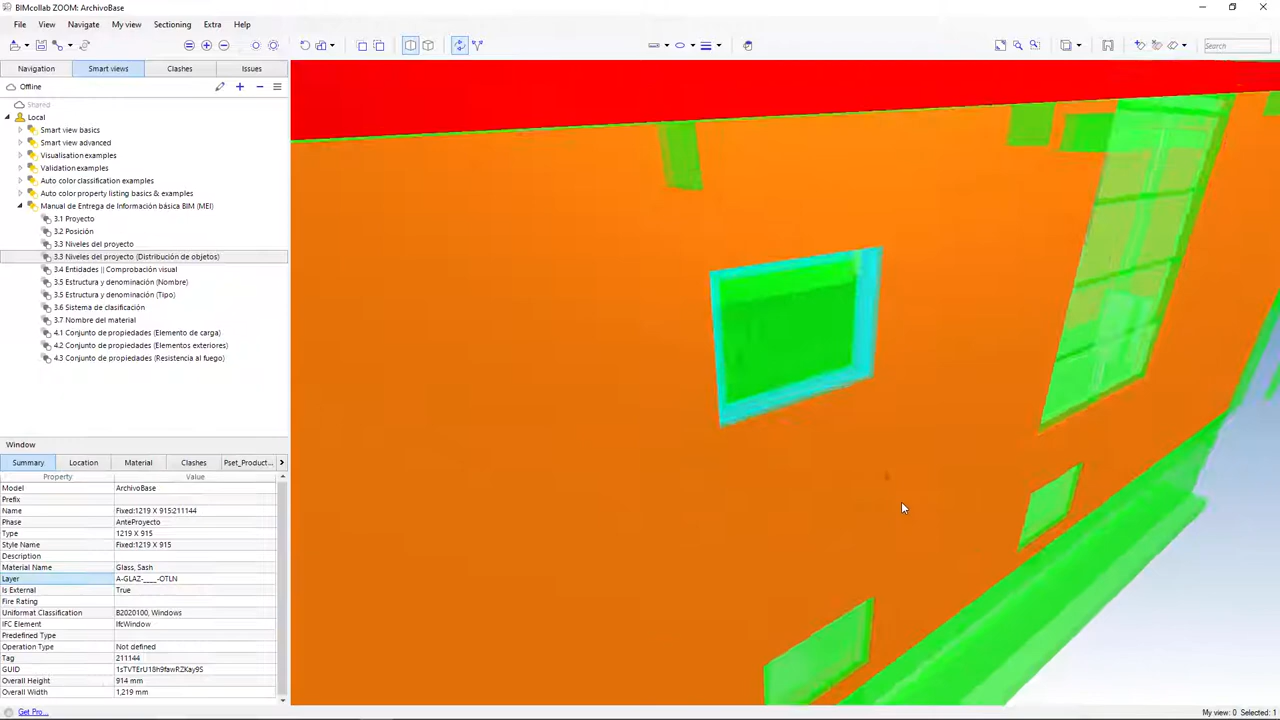 BIMcollab ZOOM: ArchivoBase
File View Navigate My view Sectioning Extra Help
Search
Navigation Smart views Clashes Issues
Offline
Shared
Local
Smart view basics
Smart view advanced
Visualisation examples
Validation examples
Auto color classification examples
Auto color property listing basics & examples
Manual de Entrega de Información básica BIM (MEI)
3.1 Proyecto
3.2 Posición
3.3 Niveles del proyecto
3.3 Niveles del proyecto (Distribución de objetos)
3.4 Entidades || Comprobación visual
3.5 Estructura y denominación (Nombre)
3.5 Estructura y denominación (Tipo)
3.6 Sistema de clasificación
3.7 Nombre del material
4.1 Conjunto de propiedades (Elemento de carga)
4.2 Conjunto de propiedades (Elementos exteriores)
4.3 Conjunto de propiedades (Resistencia al fuego)
Window
Summary Location Material Clashes Pset_Product...
Property Value
Model ArchivoBase
Prefix
Name Fixed:1219 X 915:211144
Phase AnteProyecto
Type 1219 X 915
Style Name Fixed:1219 X 915
Description
Material Name Glass, Sash
Layer A-GLAZ-____-OTLN
Is External True
Fire Rating
Uniformat Classification B2020100, Windows
IFC Element IfcWindow
Predefined Type
Operation Type Not defined
Tag 211144
GUID 1sTVTErU18h9fawRZKay9S
Overall Height 914 mm
Overall Width 1,219 mm
Get Pro...
My view: 0 Selected: 1